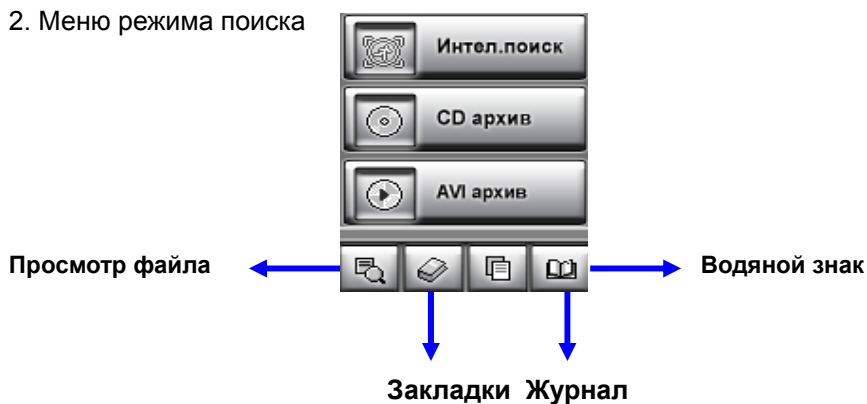 2. Меню режима поиска
Интел.поиск
CD архив
AVI архив
Просмотр файла
Водяной знак
Закладки Журнал